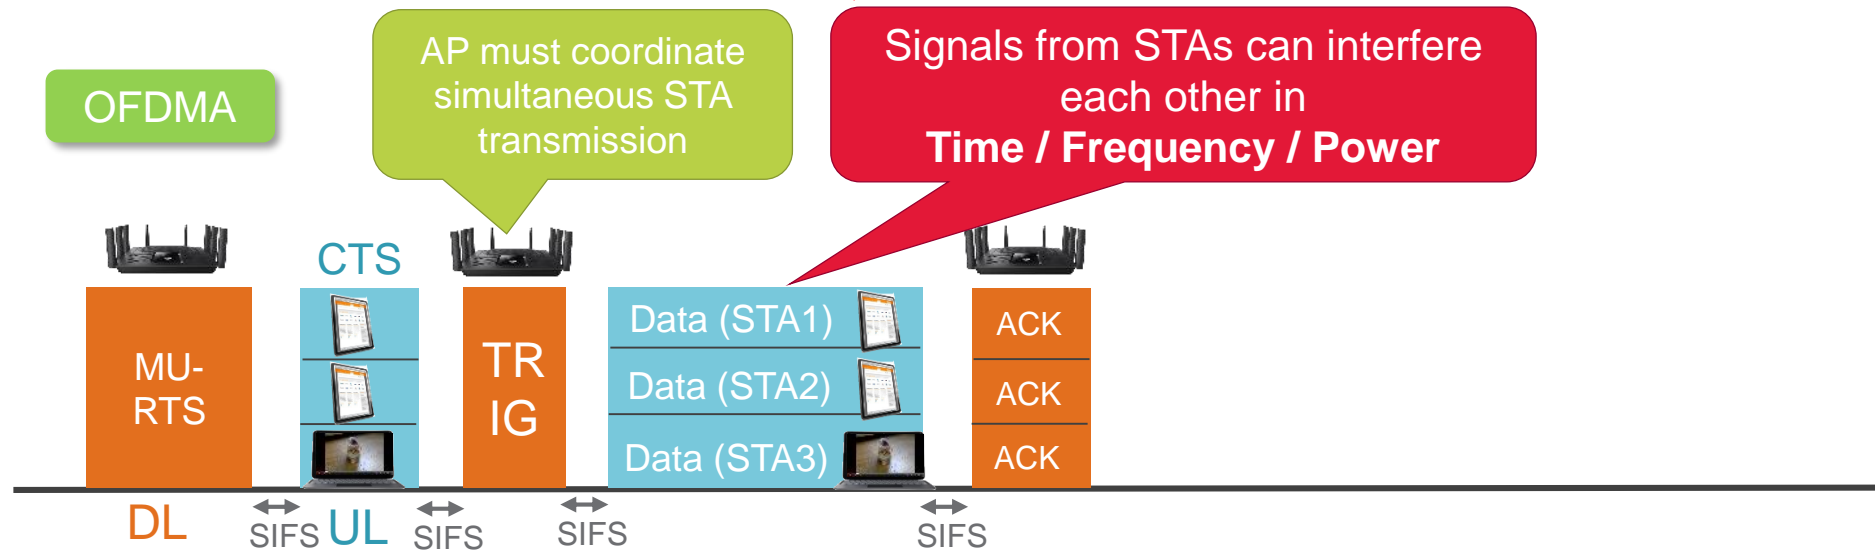 OFDMA
AP must coordinate
simultaneous STA
transmission
Signals from STAs can interfere
each other in
Time / Frequency / Power
CTS
MU-
RTS
TR
IG
Data (STA1)
Data (STA2)
Data (STA3)
ACK
ACK
ACK
DL
SIFS
UL
SIFS
SIFS
SIFS